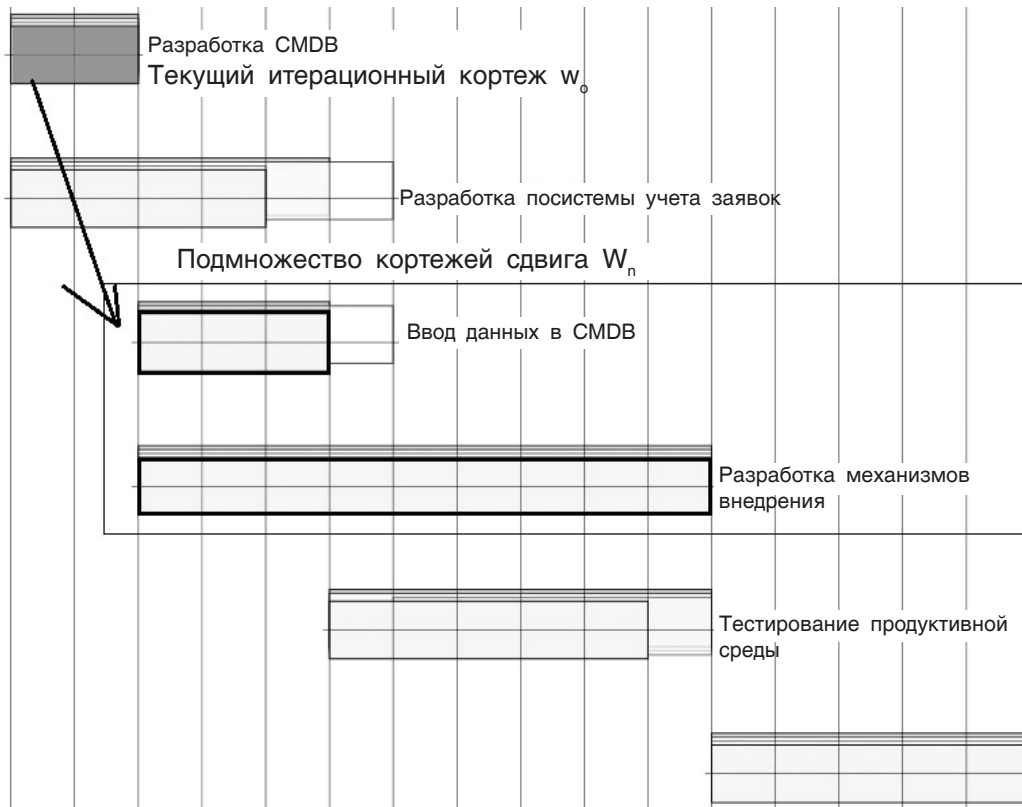 Разработка CMDB
Текущий итерационный кортеж w₀
Разработка посистемы учета заявок
Подмножество кортежей сдвига Wₙ
Ввод данных в CMDB
Разработка механизмов
внедрения
Тестирование продуктивной
среды